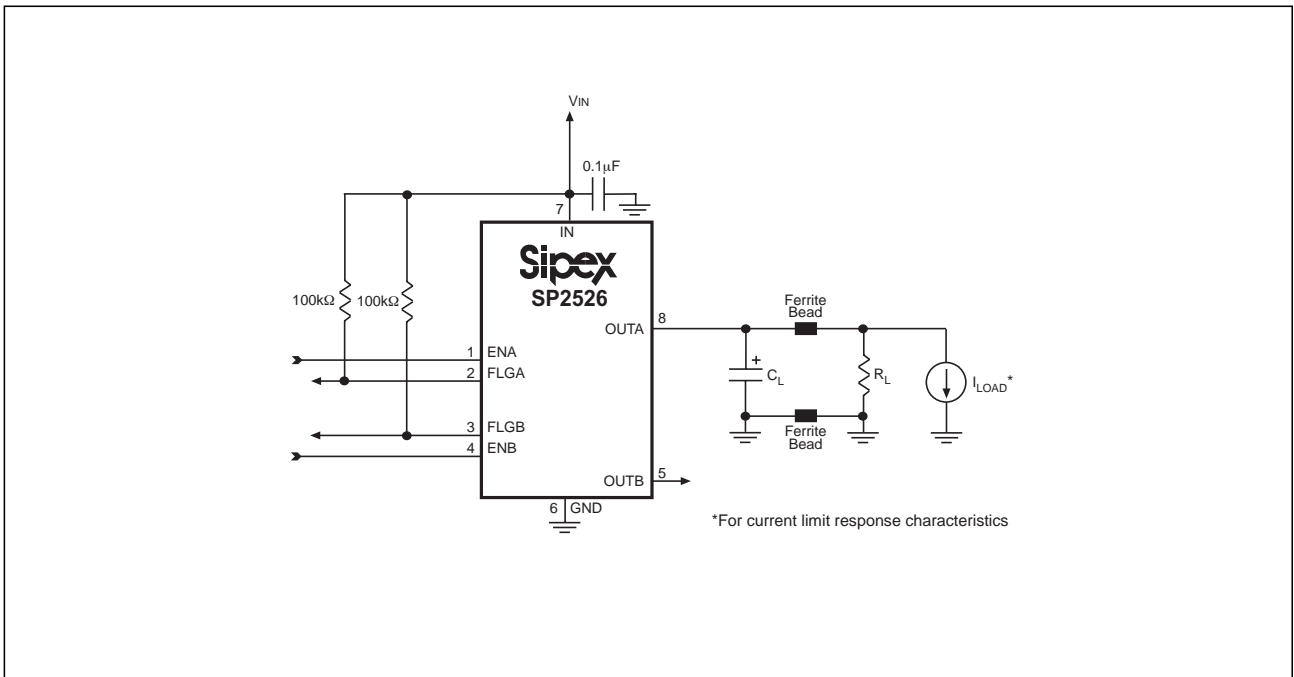 VIN
0.1µF
7
IN
Sipex
SP2526
100kΩ
100kΩ
Ferrite
Bead
8
OUTA
1
ENA
2
FLGA
+
CL
RL
ILOAD*
3
FLGB
4
ENB
Ferrite
Bead
OUTB
5
6
GND
*For current limit response characteristics